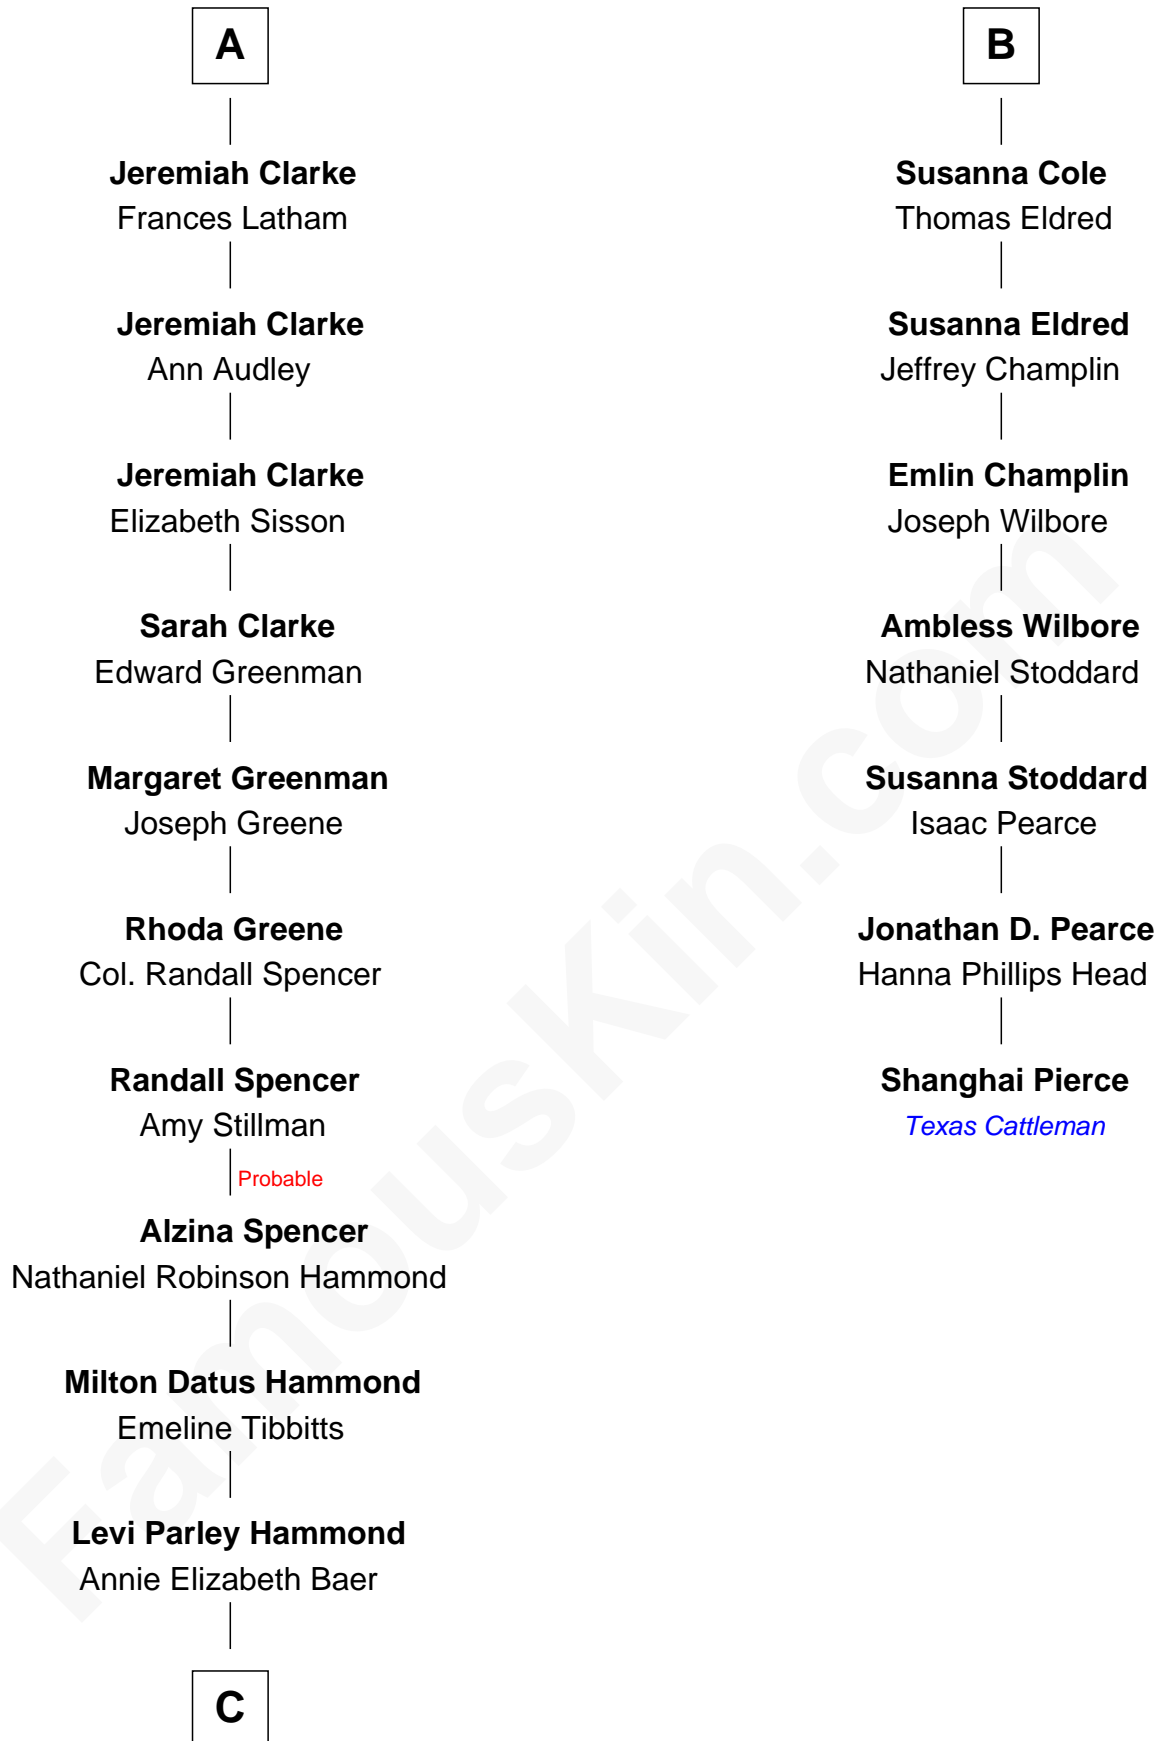 A
Jeremiah Clarke
Frances Latham
Jeremiah Clarke
Ann Audley
Jeremiah Clarke
Elizabeth Sisson
Sarah Clarke
Edward Greenman
Margaret Greenman
Joseph Greene
Rhoda Greene
Col. Randall Spencer
Randall Spencer
Amy Stillman
Probable
Alzina Spencer
Nathaniel Robinson Hammond
Milton Datus Hammond
Emeline Tibbitts
Levi Parley Hammond
Annie Elizabeth Baer
C
B
Susanna Cole
Thomas Eldred
Susanna Eldred
Jeffrey Champlin
Emlin Champlin
Joseph Wilbore
Ambless Wilbore
Nathaniel Stoddard
Susanna Stoddard
Isaac Pearce
Jonathan D. Pearce
Hanna Phillips Head
Shanghai Pierce
Texas Cattleman
FamousKin.com